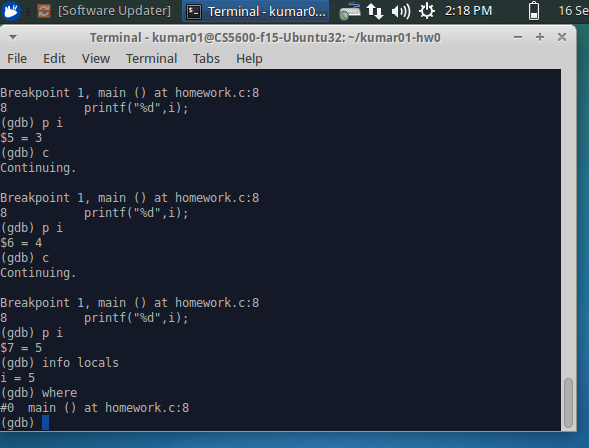 [Software Updater]
Terminal - kumar0...
2:18 PM
16 Se
Terminal - kumar01@CS5600-f15-Ubuntu32: ~/kumar01-hw0
File Edit View Terminal Tabs Help
Breakpoint 1, main () at homework.c:8
8 printf("%d",i);
(gdb) p i
$5 = 3
(gdb) c
Continuing.
Breakpoint 1, main () at homework.c:8
8 printf("%d",i);
(gdb) p i
$6 = 4
(gdb) c
Continuing.
Breakpoint 1, main () at homework.c:8
8 printf("%d",i);
(gdb) p i
$7 = 5
(gdb) info locals
i = 5
(gdb) where
#0 main () at homework.c:8
(gdb)